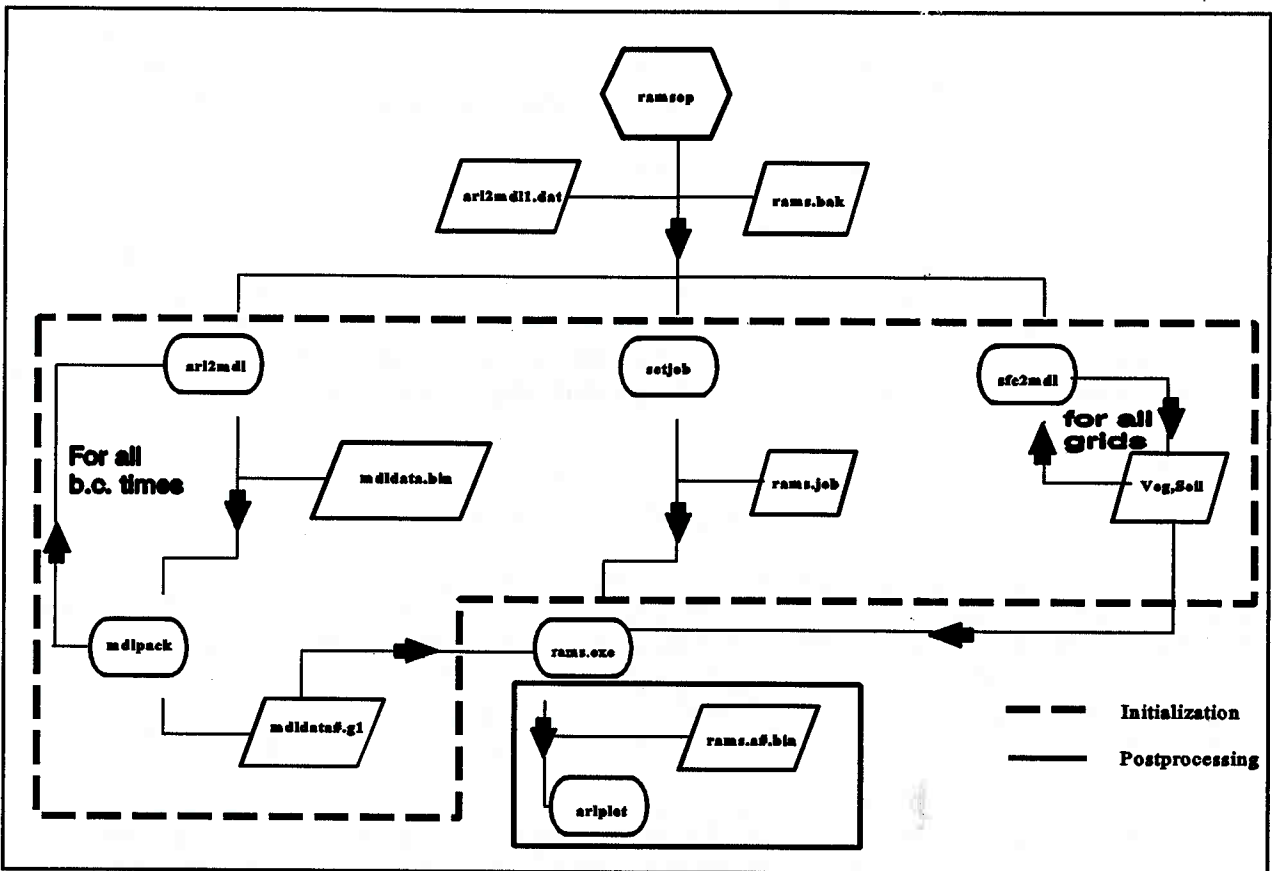 ramsop
arl2mdl1.dat
rams.bak
arl2mdl
setjob
sfc2mdl
for all
grids
For all
b.c. times
mdldata.bin
rams.job
Veg,Soil
mdlpack
rams.exe
mdldata#.g1
rams.a#.bin
arlplot
Initialization
Postprocessing